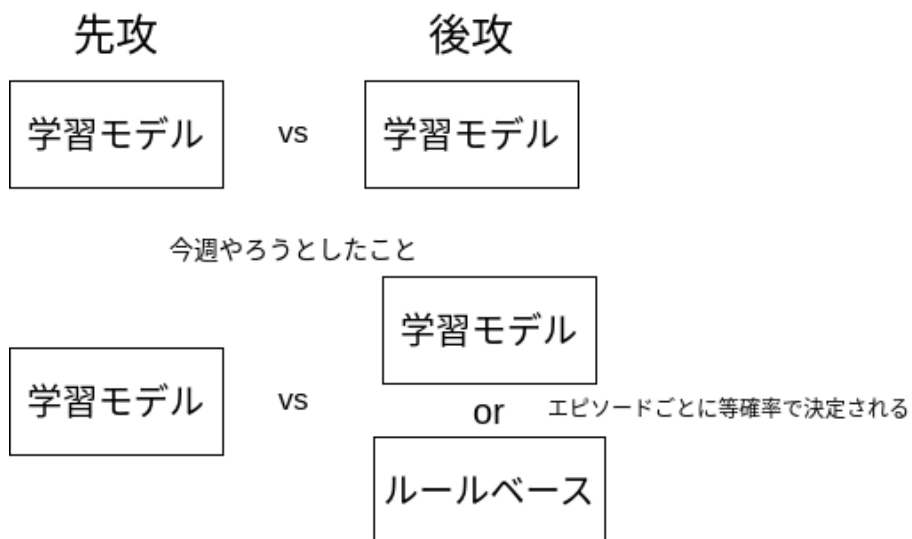 先攻 後攻
学習モデル vs 学習モデル
今週やろうとしたこと
学習モデル
学習モデル vs
or エピソードごとに等確率で決定される
ルールベース